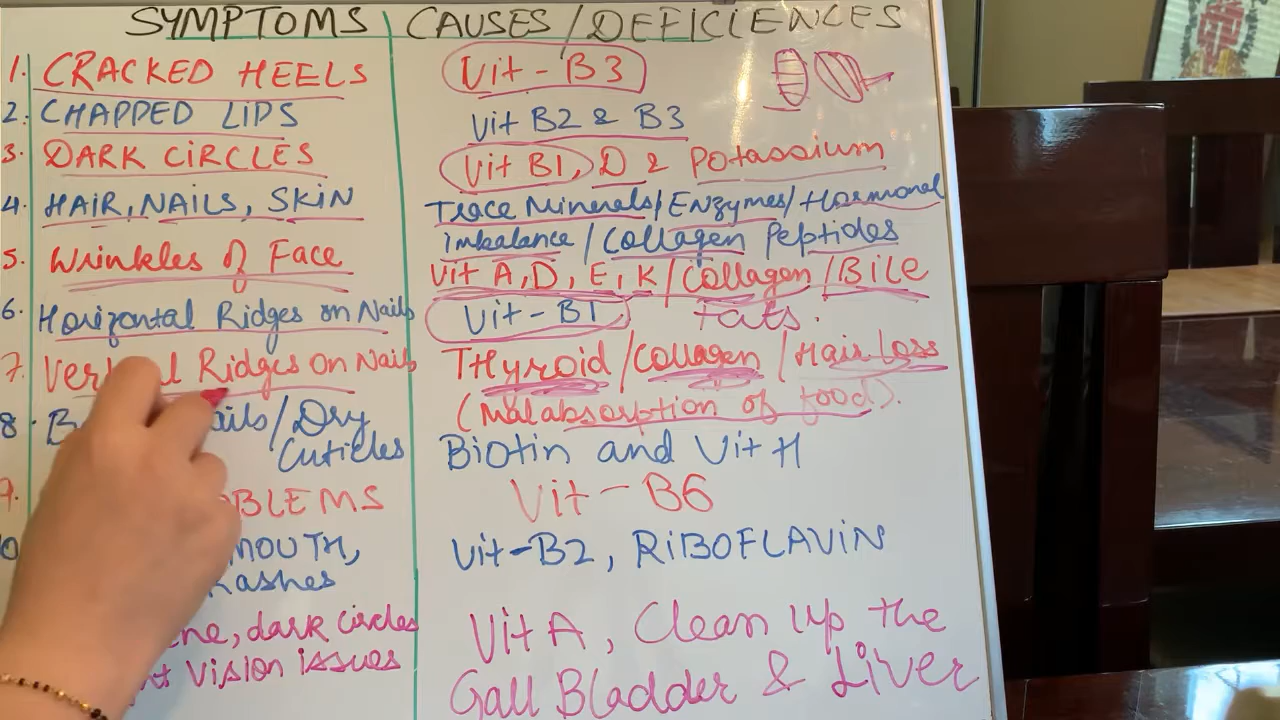 SYMPTOMS CAUSES/DEFICIENCES
1. CRACKED HEELS Vit-B3
2. CHAPPED LIPS Vit B2 & B3
3. DARK CIRCLES Vit B1, D & Potassium
4. HAIR, NAILS, SKIN Trace Minerals/Enzymes/Hormonal
imbalance/Collagen Peptides
5. Wrinkles of Face Vit A, D, E, K/Collagen/BILE
Fats.
6. Horizontal Ridges on Nails Vit-B1
7. Ridges on Nails THyroid/Collagen/Hair Loss
(Malabsorption of food).
8. /Dry
Cuticles Biotin and Vit H
9. Vit-B6
MOUTH, Vit-B2, RIBOFLAVIN
Rashes
dark circles Vit A, Clean up the
Vision issues Gall Bladder & Liver